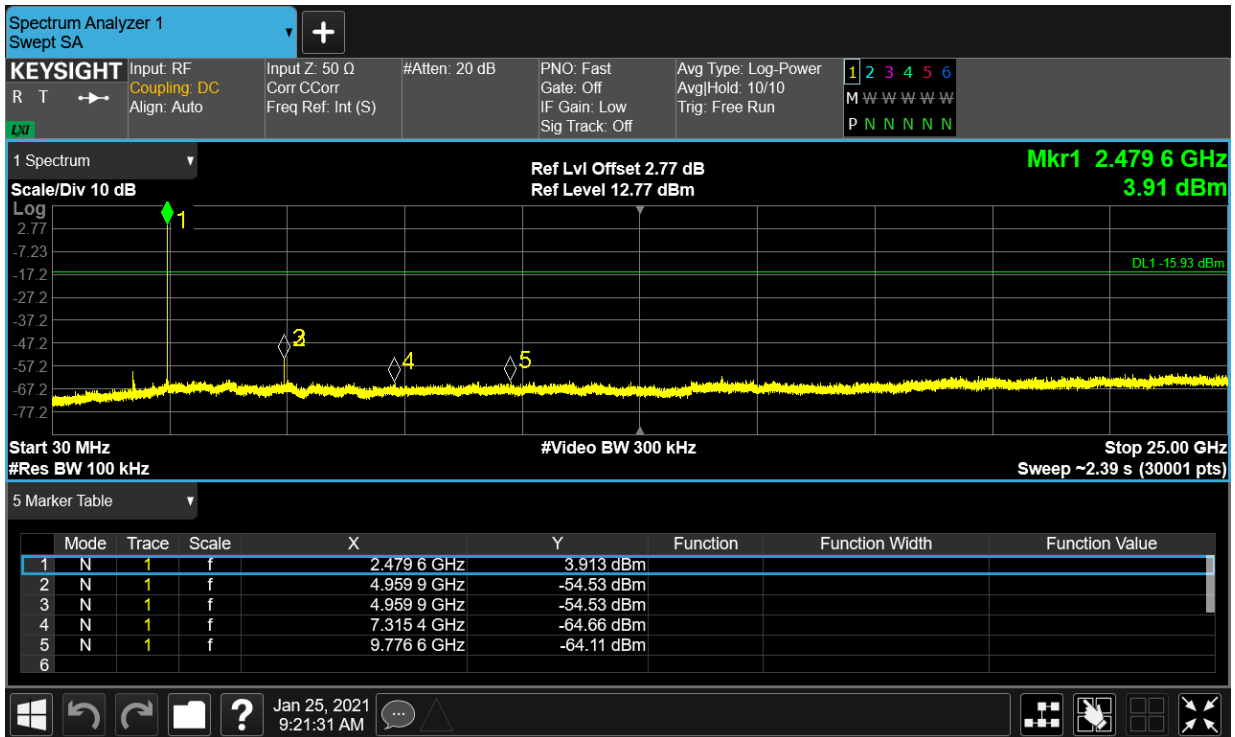 Spectrum Analyzer 1
Swept SA
KEYSIGHT
R T
LXI
Input: RF
Coupling: DC
Align: Auto
Input Z: 50 Ω
Corr CCorr
Freq Ref: Int (S)
#Atten: 20 dB
PNO: Fast
Gate: Off
IF Gain: Low
Sig Track: Off
Avg Type: Log-Power
Avg|Hold: 10/10
Trig: Free Run
1 2 3 4 5 6
M W W W W W
P N N N N N
1 Spectrum
Ref Lvl Offset 2.77 dB
Mkr1 2.479 6 GHz
Scale/Div 10 dB
Ref Level 12.77 dBm
3.91 dBm
Log
1
2.77
-7.23
DL1 -15.93 dBm
-17.2
-27.2
-37.2
3
-47.2
4
5
-57.2
-67.2
-77.2
Start 30 MHz
#Video BW 300 kHz
Stop 25.00 GHz
#Res BW 100 kHz
Sweep ~2.39 s (30001 pts)
5 Marker Table
Mode Trace Scale X Y Function Function Width Function Value
1 N 1 f 2.479 6 GHz 3.913 dBm
2 N 1 f 4.959 9 GHz -54.53 dBm
3 N 1 f 4.959 9 GHz -54.53 dBm
4 N 1 f 7.315 4 GHz -64.66 dBm
5 N 1 f 9.776 6 GHz -64.11 dBm
6
?
Jan 25, 2021
9:21:31 AM